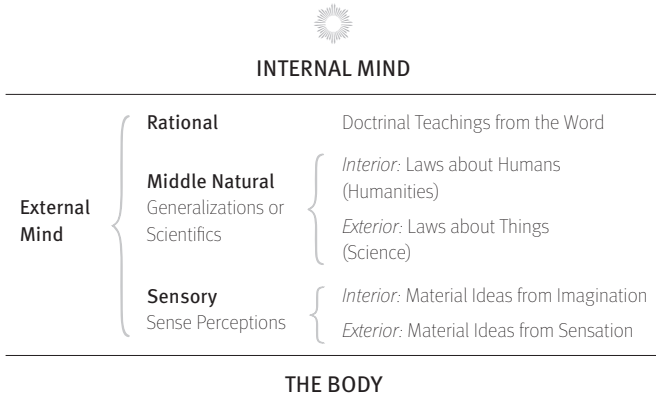 INTERNAL MIND
External
Mind
Rational
Doctrinal Teachings from the Word
Middle Natural
Generalizations or
Scientifics
Interior: Laws about Humans
(Humanities)
Exterior: Laws about Things
(Science)
Sensory
Sense Perceptions
Interior: Material Ideas from Imagination
Exterior: Material Ideas from Sensation
THE BODY